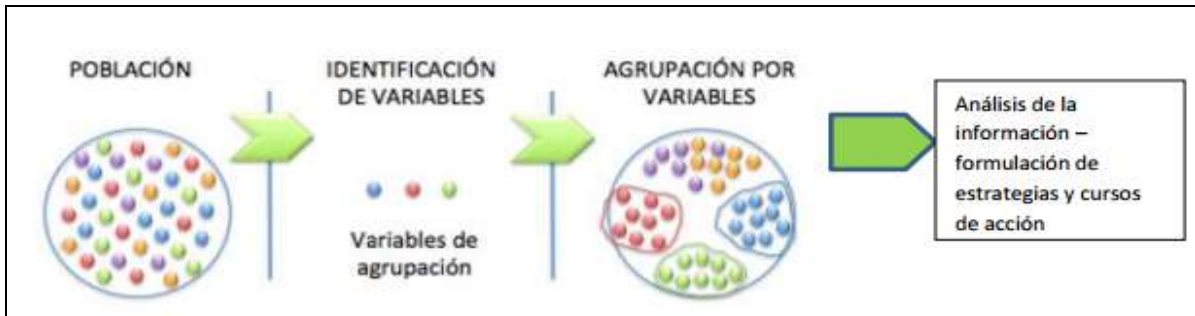 POBLACIÓN
IDENTIFICACIÓN
DE VARIABLES
Variables de
agrupación
AGRUPACIÓN POR
VARIABLES
Análisis de la
información –
formulación de
estrategias y cursos
de acción